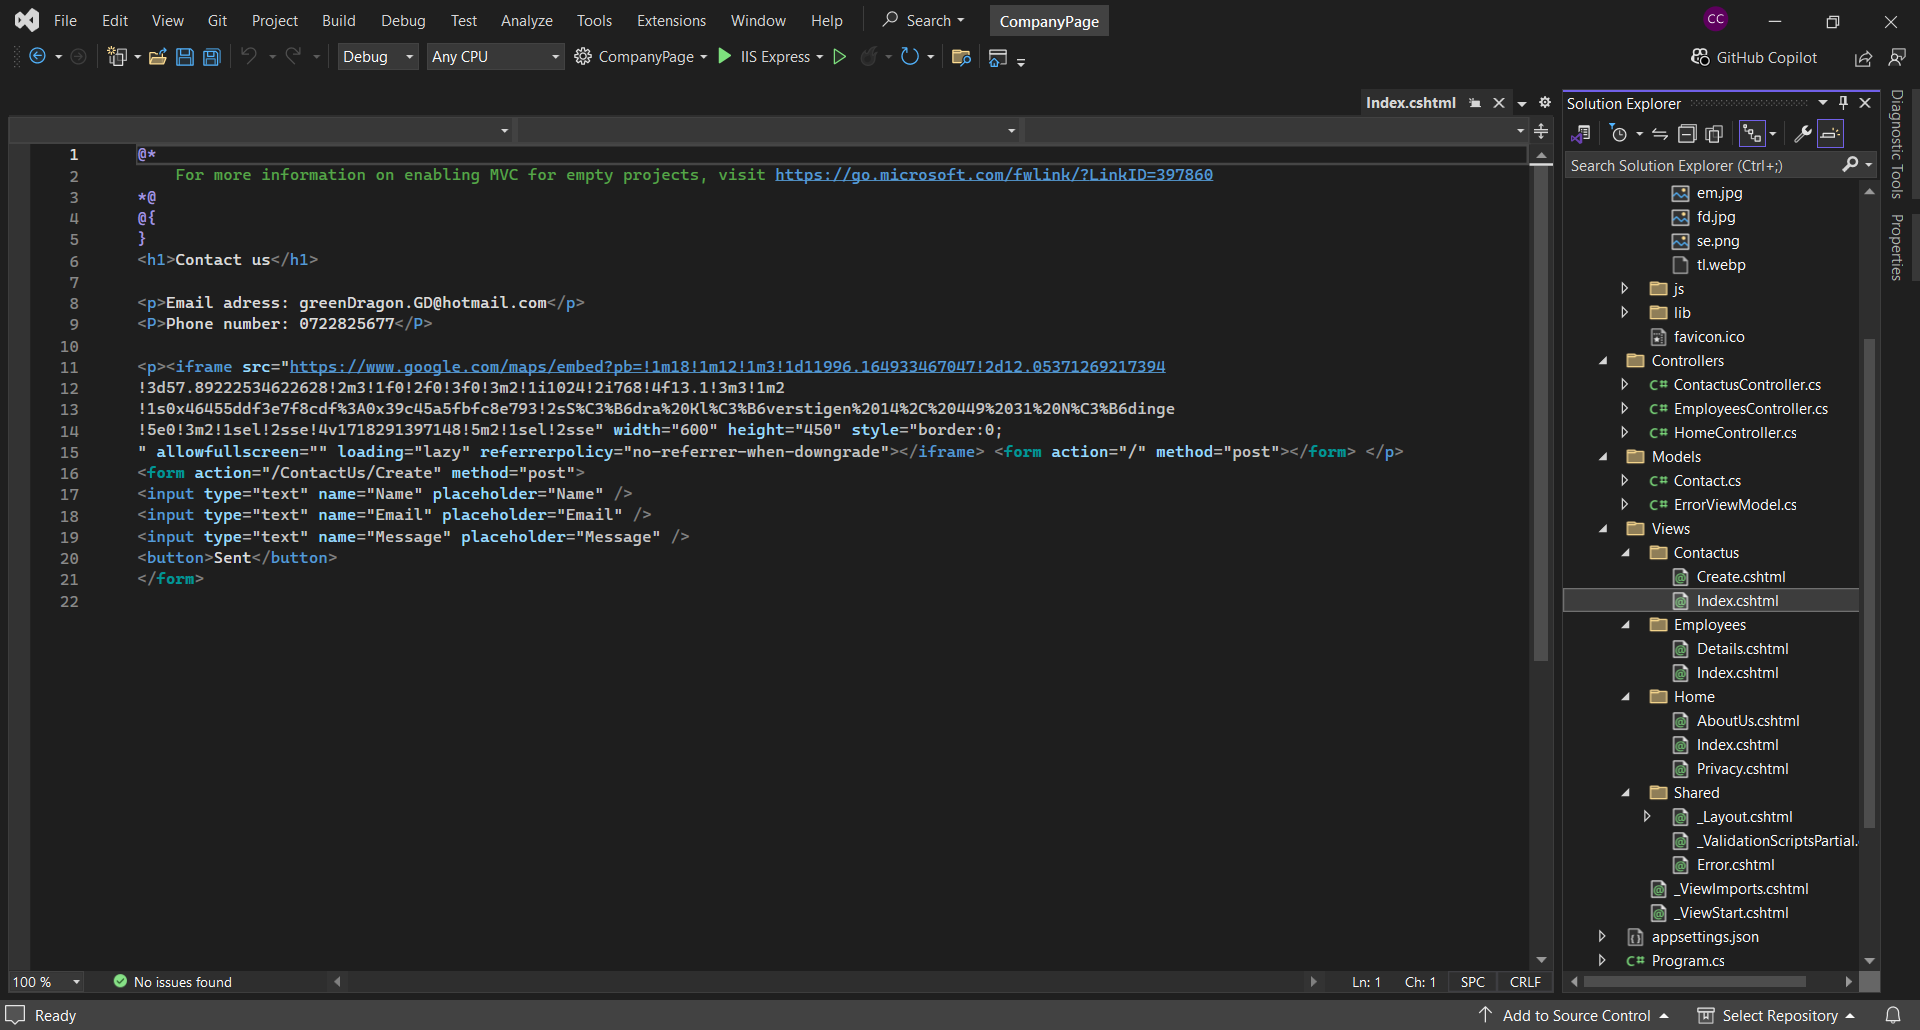 File Edit View Git Project Build Debug Test Analyze Tools Extensions Window Help Search CompanyPage CC
Debug Any CPU CompanyPage IIS Express GitHub Copilot
Index.cshtml
1 @*
2 For more information on enabling MVC for empty projects, visit https://go.microsoft.com/fwlink/?LinkID=397860
3 *@
4 @{
5 }
6 <h1>Contact us</h1>
7
8 <p>Email adress: greenDragon.GD@hotmail.com</p>
9 <P>Phone number: 0722825677</P>
10
11 <p><iframe src="https://www.google.com/maps/embed?pb=!1m18!1m12!1m3!1d11996.164933467047!2d12.05371269217394
12 !3d57.89222534622628!2m3!1f0!2f0!3f0!3m2!1i1024!2i768!4f13.1!3m3!1m2
13 !1s0x46455ddf3e7f8cdf%3A0x39c45a5fbfc8e793!2sS%C3%B6dra%20Kl%C3%B6verstigen%2014%2C%20449%2031%20N%C3%B6dinge
14 !5e0!3m2!1sel!2sse!4v1718291397148!5m2!1sel!2sse" width="600" height="450" style="border:0;
15 " allowfullscreen="" loading="lazy" referrerpolicy="no-referrer-when-downgrade"></iframe> <form action="/" method="post"></form> </p>
16 <form action="/ContactUs/Create" method="post">
17 <input type="text" name="Name" placeholder="Name" />
18 <input type="text" name="Email" placeholder="Email" />
19 <input type="text" name="Message" placeholder="Message" />
20 <button>Sent</button>
21 </form>
22
100 % No issues found Ln: 1 Ch: 1 SPC CRLF
Solution Explorer
Search Solution Explorer (Ctrl+;)
em.jpg
fd.jpg
se.png
tl.webp
js
lib
favicon.ico
Controllers
C# ContactusController.cs
C# EmployeesController.cs
C# HomeController.cs
Models
C# Contact.cs
C# ErrorViewModel.cs
Views
Contactus
Create.cshtml
Index.cshtml
Employees
Details.cshtml
Index.cshtml
Home
AboutUs.cshtml
Index.cshtml
Privacy.cshtml
Shared
_Layout.cshtml
_ValidationScriptsPartial.
Error.cshtml
_ViewImports.cshtml
_ViewStart.cshtml
appsettings.json
C# Program.cs
Diagnostic Tools
Properties
Ready Add to Source Control Select Repository